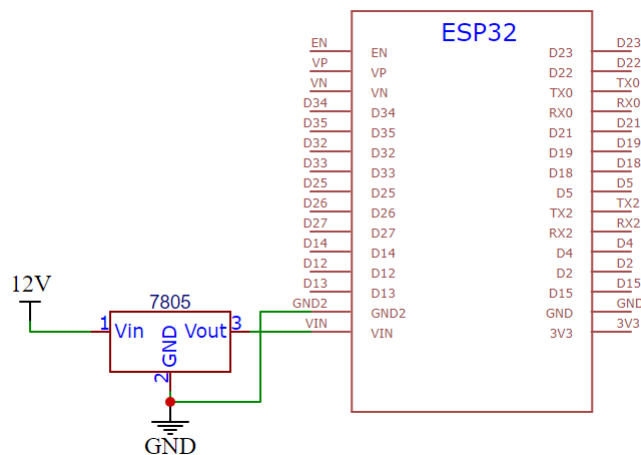 ESP32
EN EN D23 D23
VP VP D22 D22
VN VN TX0 TX0
D34 D34 RX0 RX0
D35 D35 D21 D21
D32 D32 D19 D19
D33 D33 D18 D18
D25 D25 D5 D5
D26 D26 TX2 TX2
D27 D27 RX2 RX2
D14 D14 D4 D4
D12 D12 D2 D2
D13 D13 D15 D15
GND2 GND2 GND GND
VIN VIN 3V3 3V3
12V
7805
1 Vin GND Vout 3
2
GND